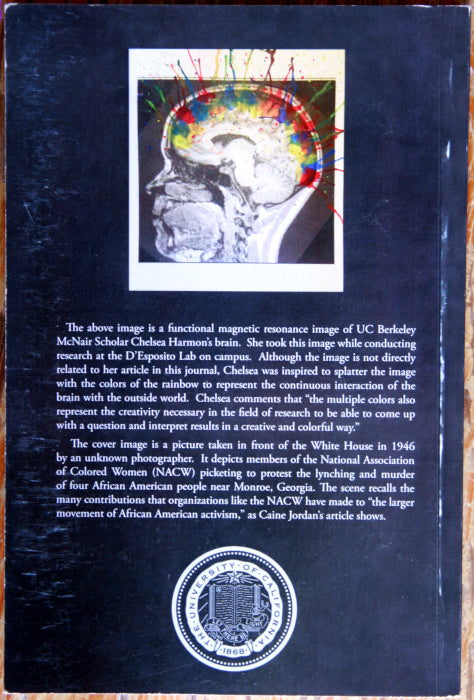 The above image is a functional magnetic resonance image of UC Berkeley
McNair Scholar Chelsea Harmon's brain. She took this image while conducting
research at the D'Esposito Lab on campus. Although the image is not directly
related to her article in this journal, Chelsea was inspired to splatter the image
with the colors of the rainbow to represent the continuous interaction of the
brain with the outside world. Chelsea comments that "the multiple colors also
represent the creativity necessary in the field of research to be able to come up
with a question and interpret results in a creative and colorful way."
The cover image is a picture taken in front of the White House in 1946
by an unknown photographer. It depicts members of the National Association
of Colored Women (NACW) picketing to protest the lynching and murder
of four African American people near Monroe, Georgia. The scene recalls the
many contributions that organizations like the NACW have made to "the larger
movement of African American activism," as Caine Jordan's article shows.
THE UNIVERSITY OF CALIFORNIA
LET THERE BE LIGHT
1868